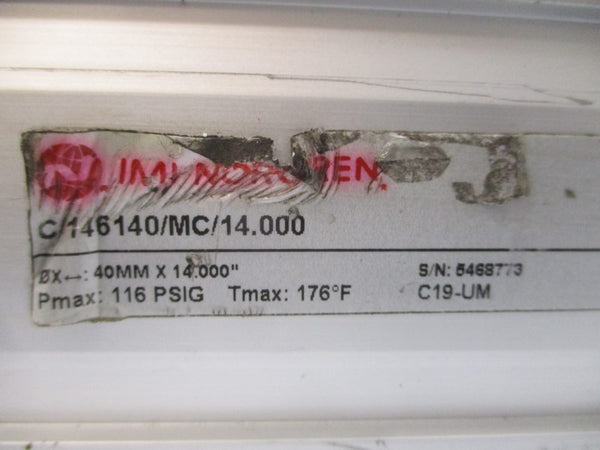 IMI NORGREN
C/146140/MC/14.000
ØX↔: 40MM X 14.000"
S/N: 5468773
Pmax: 116 PSIG Tmax: 176°F
C19-UM